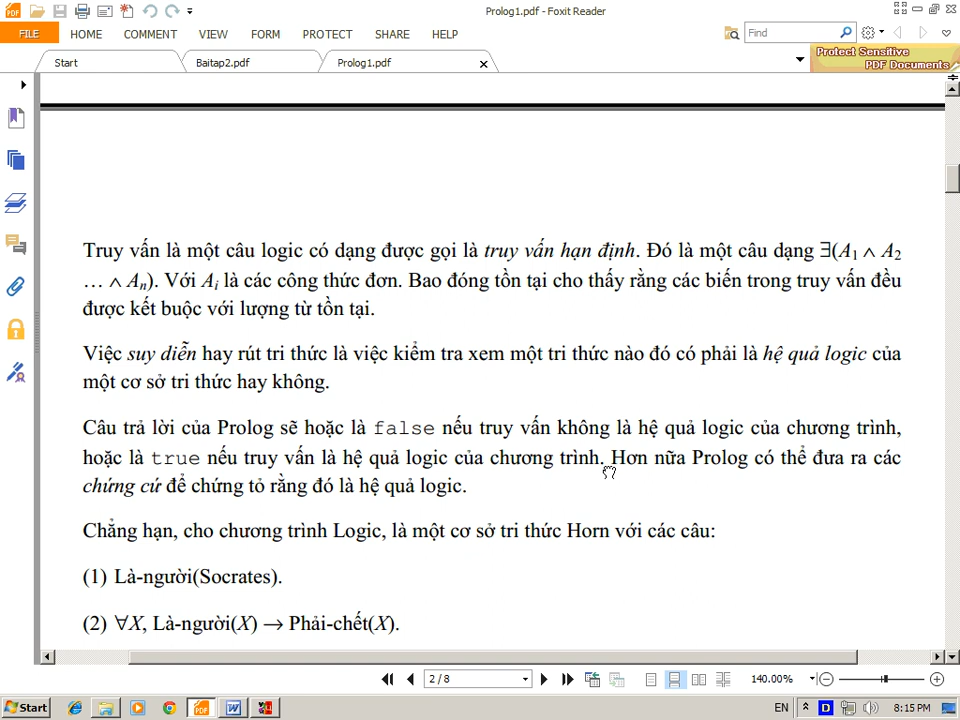 Prolog1.pdf - Foxit Reader
FILE HOME COMMENT VIEW FORM PROTECT SHARE HELP Find
Start Baitap2.pdf Prolog1.pdf
Protect Sensitive
PDF Documents
Truy vấn là một câu logic có dạng được gọi là truy vấn hạn định. Đó là một câu dạng ∃(A1 ∧ A2
… ∧ An). Với Ai là các công thức đơn. Bao đóng tồn tại cho thấy rằng các biến trong truy vấn đều
được kết buộc với lượng từ tồn tại.
Việc suy diễn hay rút tri thức là việc kiểm tra xem một tri thức nào đó có phải là hệ quả logic của
một cơ sở tri thức hay không.
Câu trả lời của Prolog sẽ hoặc là false nếu truy vấn không là hệ quả logic của chương trình,
hoặc là true nếu truy vấn là hệ quả logic của chương trình. Hơn nữa Prolog có thể đưa ra các
chứng cứ để chứng tỏ rằng đó là hệ quả logic.
Chẳng hạn, cho chương trình Logic, là một cơ sở tri thức Horn với các câu:
(1) Là-người(Socrates).
(2) ∀X, Là-người(X) → Phải-chết(X).
2 / 8 140.00%
Start EN 8:15 PM